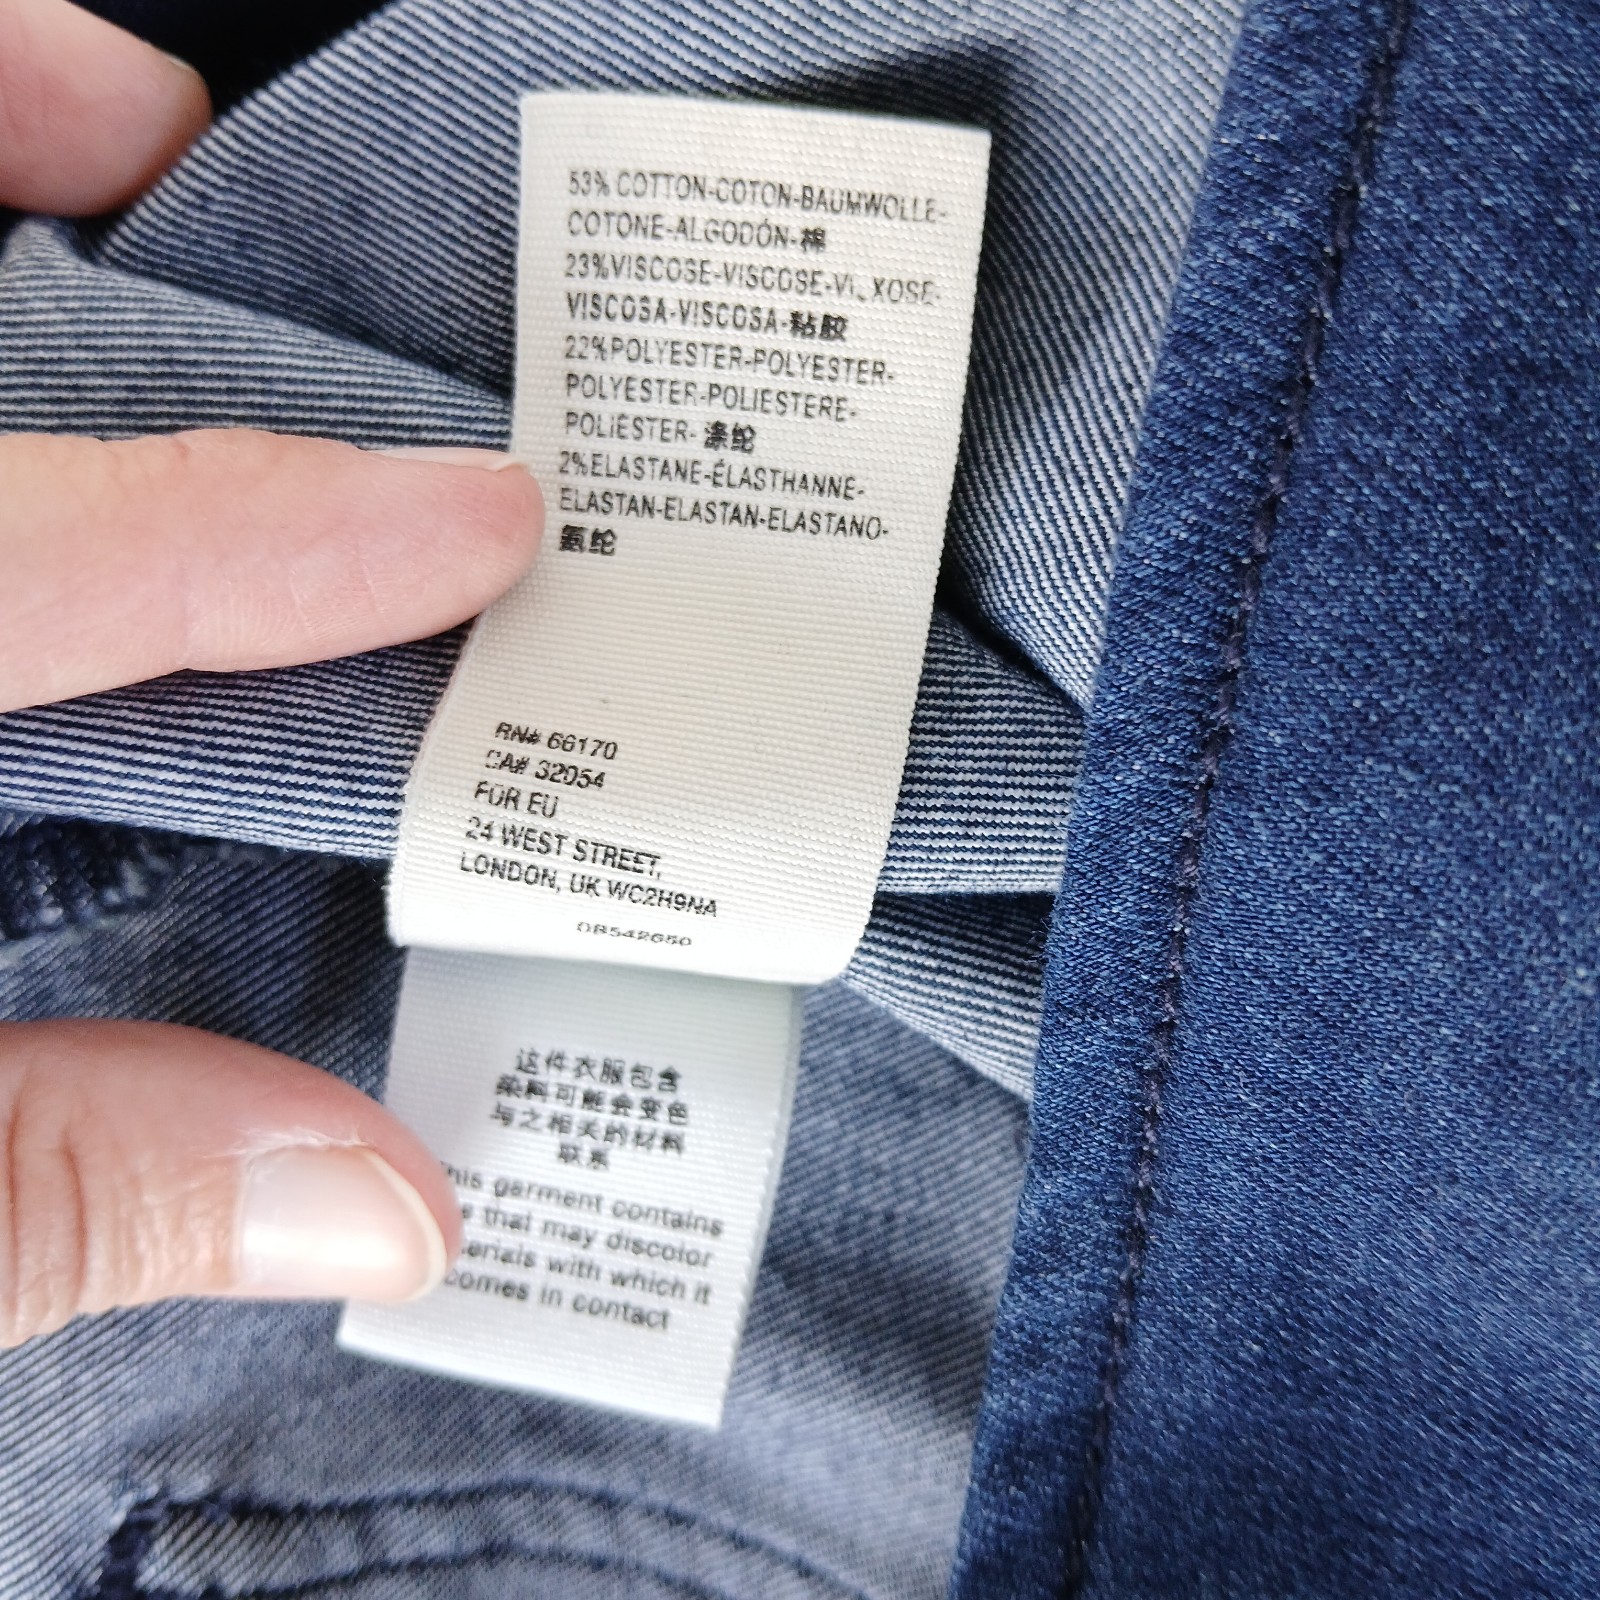 53% COTTON-COTON-BAUMWOLLE-
COTONE-ALGODÓN-棉
23%VISCOSE-VISCOSE-VI XOSE-
VISCOSA-VISCOSA-粘胶
22%POLYESTER-POLYESTER-
POLYESTER-POLIESTERE-
POLIÉSTER- 涤纶
2%ELASTANE-ÉLASTHANNE-
ELASTAN-ELASTAN-ELASTANO-
氨纶
RN# 66170
CA# 32054
FÜR EU
24 WEST STREET,
LONDON, UK WC2H9NA
OB542650
这件衣服包含
染料可能会变色
与之相关的材料
联系
his garment contains
that may discolor
erials with which it
comes in contact